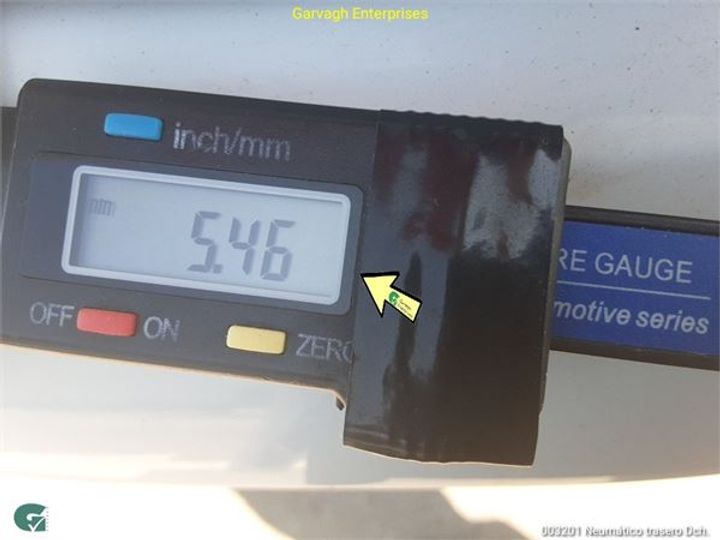 Garvagh Enterprises
inch/mm
mm
5.46
OFF ON ZERO
RE GAUGE
motive series
003201 Neumático trasero Dch.